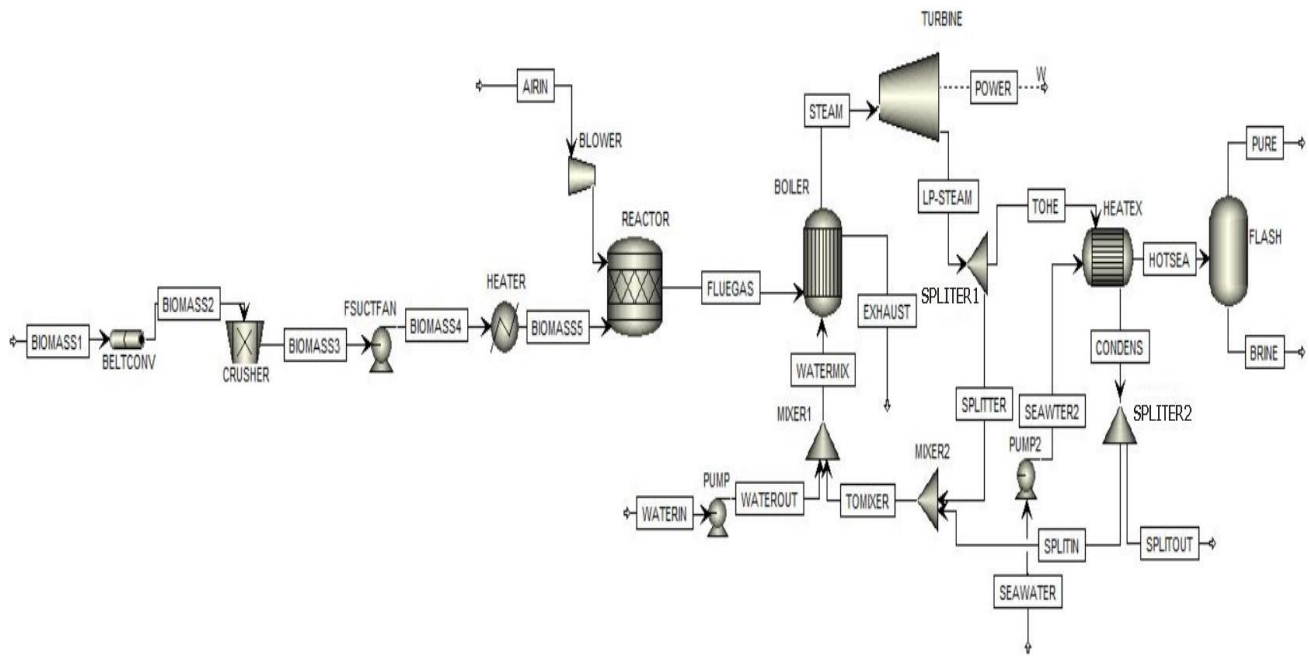 TURBINE
AIRIN
POWER
W
STEAM
BLOWER
PURE
BOILER
LP-STEAM
TOHE
HEATEX
REACTOR
FLASH
HOTSEA
HEATER
FLUEGAS
SPLITER1
BIOMASS2
FSUCTFAN
BIOMASS4
BIOMASS5
EXHAUST
BIOMASS1
BELTCONV
BIOMASS3
CONDENS
BRINE
CRUSHER
WATERMIX
SPLITTER
SEAWTER2
SPLITER2
MIXER1
MIXER2
PUMP2
PUMP
WATEROUT
TOMIXER
WATERIN
SPLITIN
SPLITOUT
SEAWATER